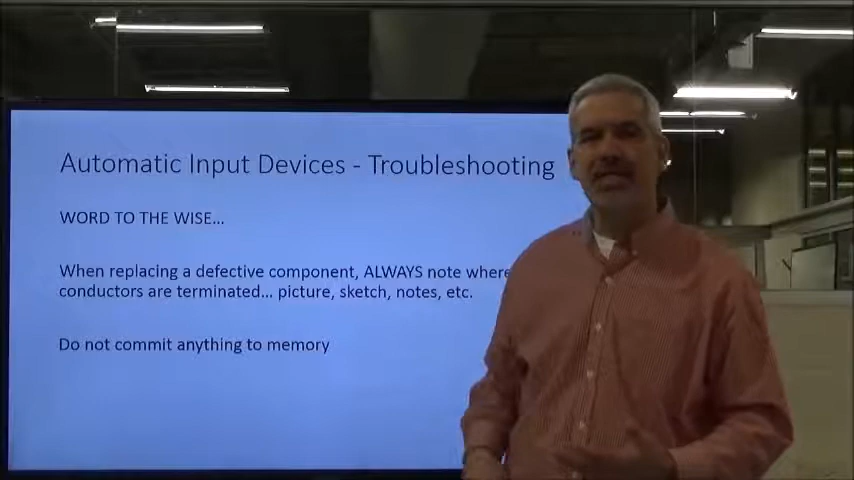 Automatic Input Devices - Troubleshooting
WORD TO THE WISE...
When replacing a defective component, ALWAYS note where
conductors are terminated... picture, sketch, notes, etc.
Do not commit anything to memory